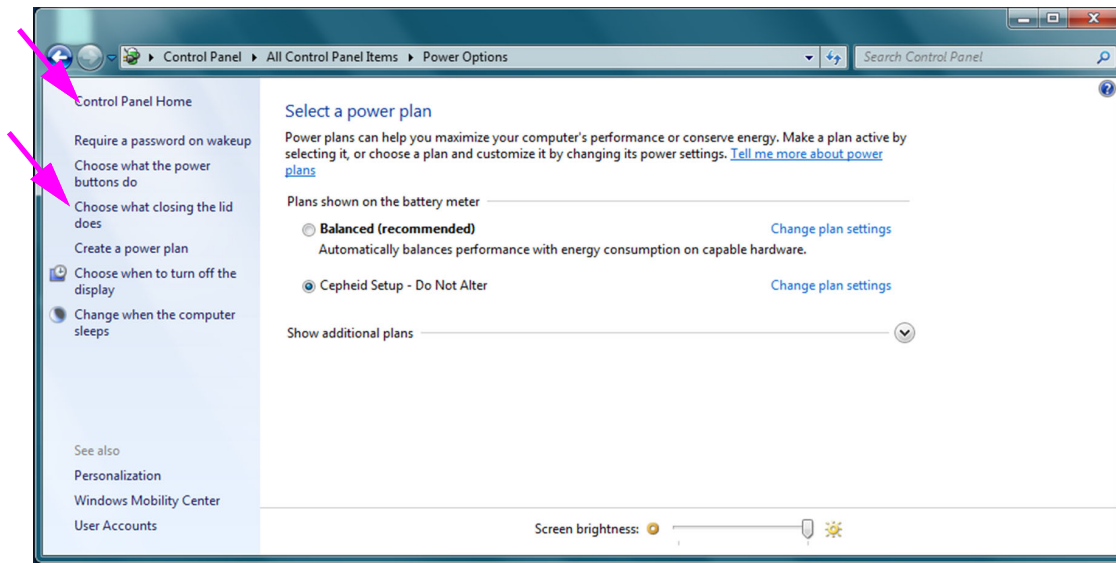 Control Panel ▸ All Control Panel Items ▸ Power Options
Search Control Panel
Control Panel Home
Require a password on wakeup
Choose what the power
buttons do
Choose what closing the lid
does
Create a power plan
Choose when to turn off the
display
Change when the computer
sleeps
See also
Personalization
Windows Mobility Center
User Accounts
Select a power plan
Power plans can help you maximize your computer's performance or conserve energy. Make a plan active by
selecting it, or choose a plan and customize it by changing its power settings. Tell me more about power
plans
Plans shown on the battery meter
Balanced (recommended) Change plan settings
Automatically balances performance with energy consumption on capable hardware.
Cepheid Setup - Do Not Alter Change plan settings
Show additional plans
Screen brightness: